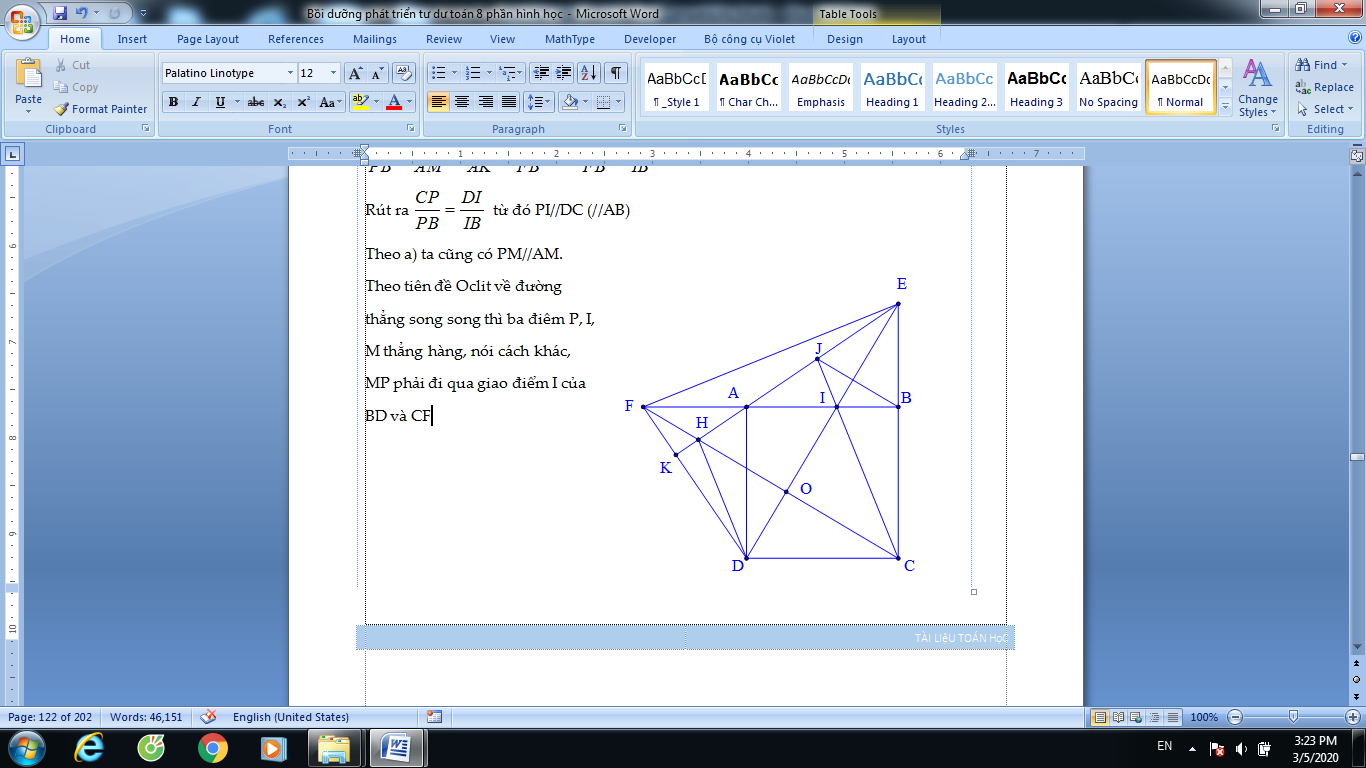 Bồi dưỡng phát triển tư duy toán 8 phần hình học - Microsoft Word
Table Tools
Home Insert Page Layout References Mailings Review View MathType Developer Bộ công cụ Violet Design Layout
Paste
Cut
Copy
Format Painter
Clipboard
Palatino Linotype 12
Font
Paragraph
AaBbCcD AaBbCc AaBbCcDc AaBbCc AaBbCc AaBbCc AaBbCc AaBbCcDc
¶ _Style 1 ¶ Char Ch... Emphasis Heading 1 Heading 2... Heading 3 No Spacing ¶ Normal
Change Styles
Styles
Find
Replace
Select
Editing
PB AM AK FB FB IB
Rút ra CP/PB = DI/IB từ đó PI//DC (//AB)
Theo a) ta cũng có PM//AM.
Theo tiên đề Oclit về đường
thẳng song song thì ba điêm P, I,
M thẳng hàng, nói cách khác,
MP phải đi qua giao điểm I của
BD và CF
E
J
A
F
I
B
H
K
O
D
C
TÀI LIệU TOÁN HọC
Page: 122 of 202 Words: 46,151 English (United States) 100%
EN
3:23 PM
3/5/2020